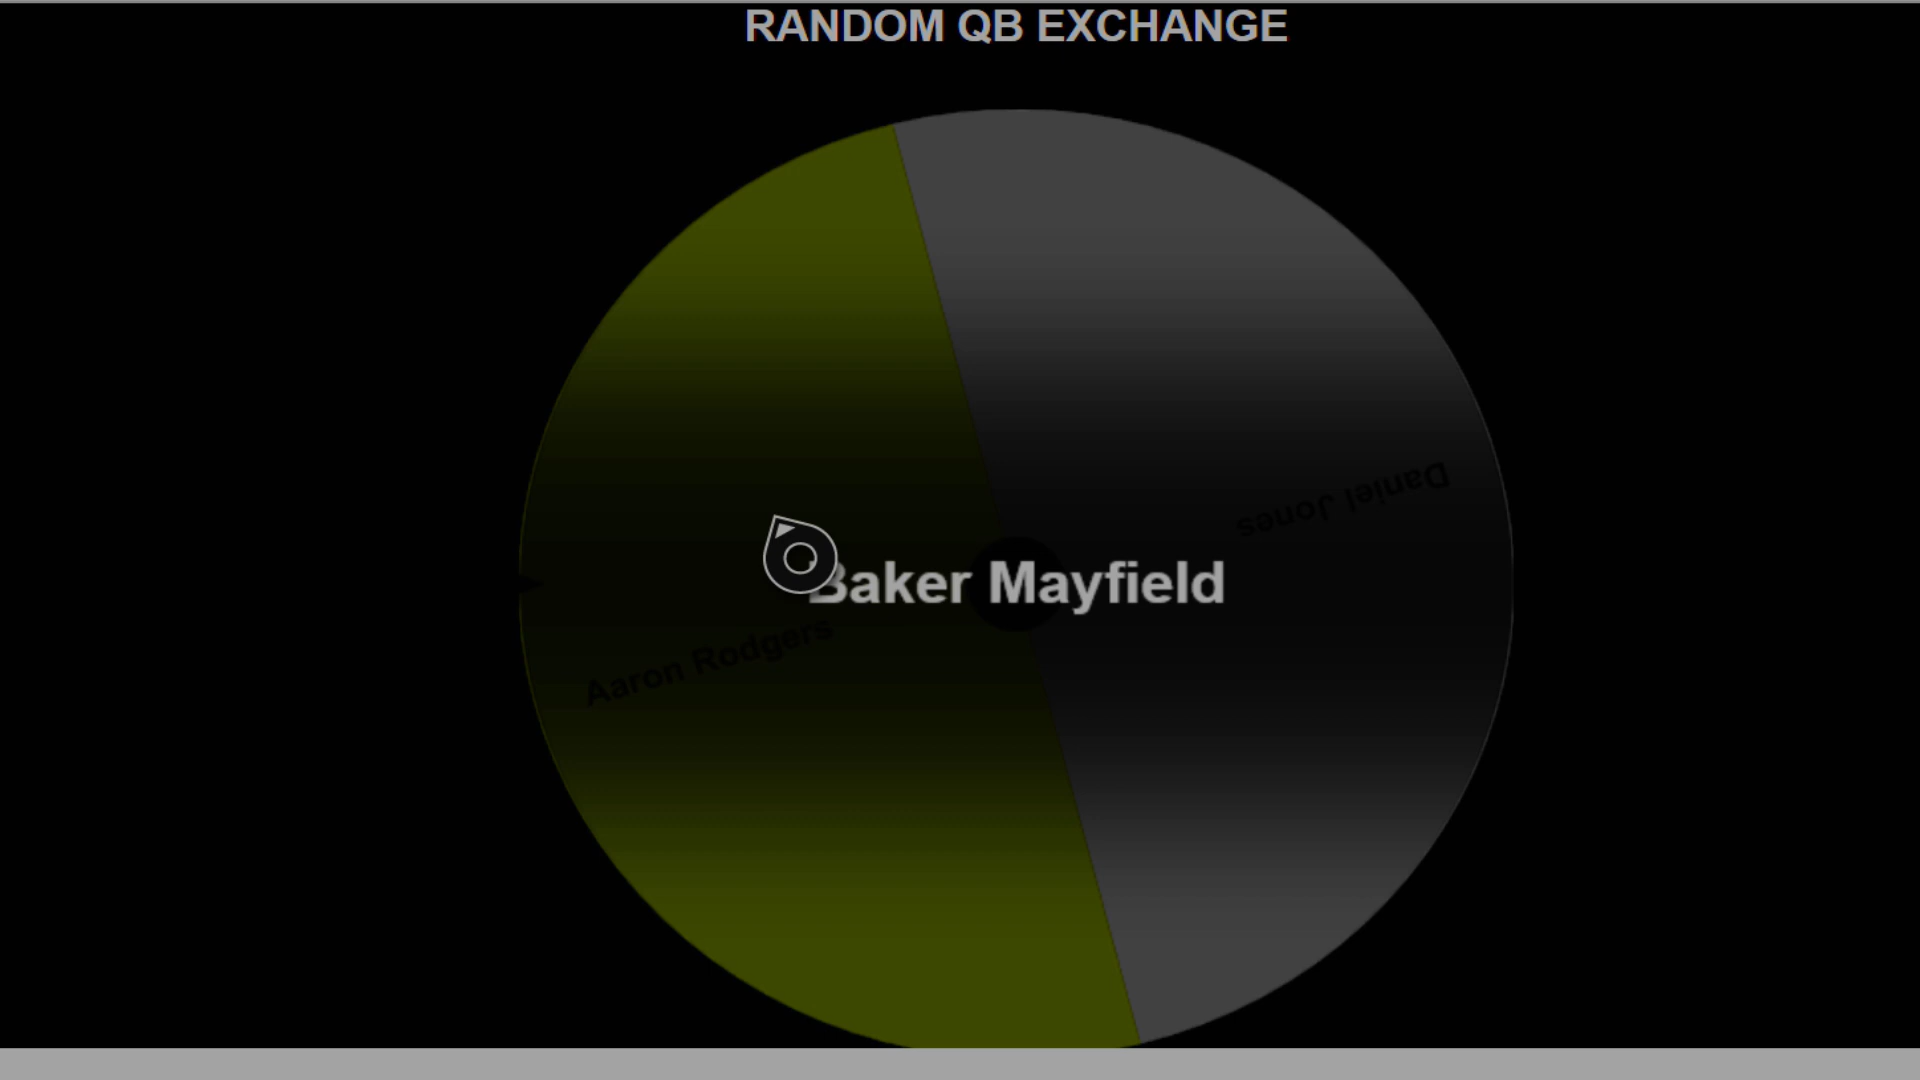 RANDOM QB EXCHANGE
Daniel Jones
Baker Mayfield
Aaron Rodgers